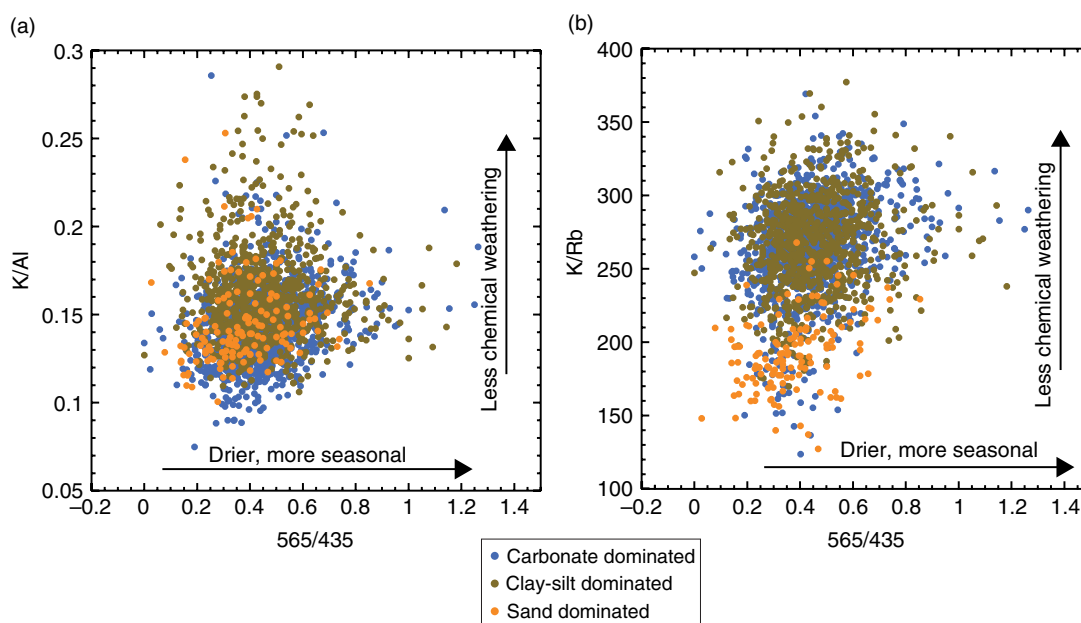 (a)
0.3
0.25
0.2
0.15
0.1
0.05
K/Al
Less chemical weathering
Drier, more seasonal
−0.2 0 0.2 0.4 0.6 0.8 1 1.2 1.4
565/435
(b)
400
350
300
250
200
150
100
K/Rb
Less chemical weathering
Drier, more seasonal
−0.2 0 0.2 0.4 0.6 0.8 1 1.2 1.4
565/435
Carbonate dominated
Clay-silt dominated
Sand dominated